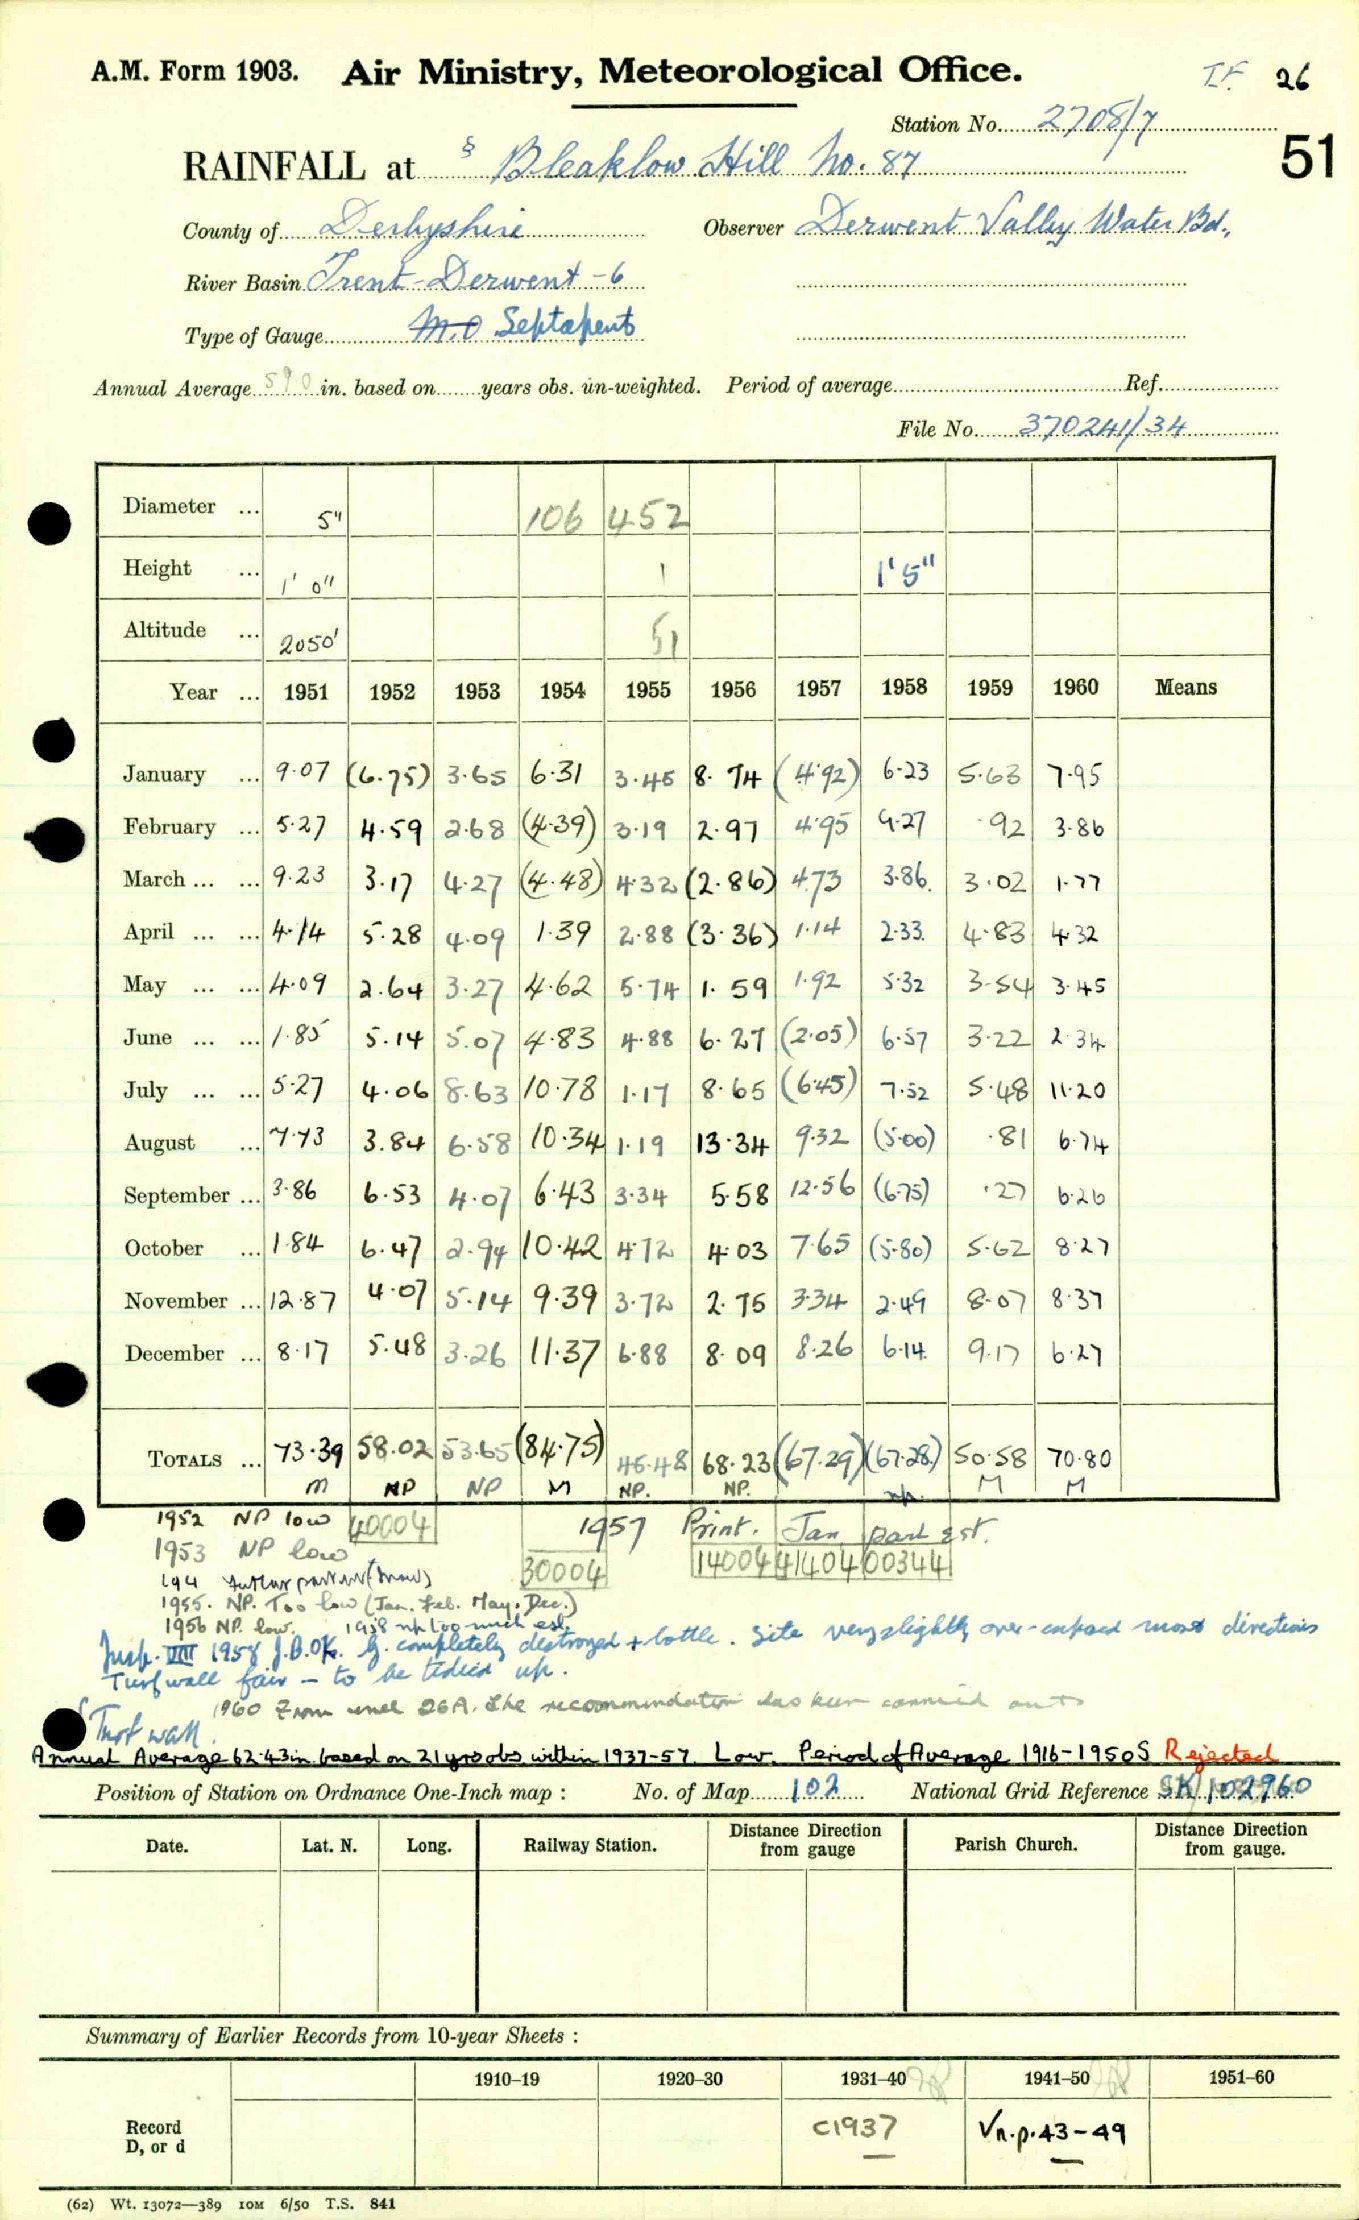 A.M. Form 1903. Air Ministry, Meteorological Office. 26
Station No. 2708/7
51
RAINFALL at § Bleaklow Hill No. 87
County of Derbyshire Observer Derwent Valley Water Bd.,
River Basin Trent-Derwent-6
Type of Gauge M.O Septapent
Annual Average 590 in. based on years obs. un-weighted. Period of average Ref.
File No. 370241/34
Diameter ... 5" 106 452
Height ... 1' 0" 1 1'5"
Altitude ... 2050' 51
Year ... 1951 1952 1953 1954 1955 1956 1957 1958 1959 1960 Means
January ... 9·07 (6·75) 3·65 6·31 3·45 8·74 (4·92) 6·23 5·63 7·95
February ... 5·27 4·59 2·68 (4·39) 3·19 2·97 4·95 9·27 ·92 3·86
March ... ... 9·23 3·17 4·27 (4·48) 4·32 (2·86) 4·73 3·86 3·02 1·77
April ... ... 4·14 5·28 4·09 1·39 2·88 (3·36) 1·14 2·33 4·83 4·32
May ... ... 4·09 2·64 3·27 4·62 5·74 1·59 1·92 5·32 3·54 3·45
June ... ... 1·85 5·14 5·07 4·83 4·88 6·27 (2·05) 6·57 3·22 2·34
July ... ... 5·27 4·06 8·63 10·78 1·17 8·65 (6·45) 7·52 5·48 11·20
August ... 7·73 3·84 6·58 10·34 1·19 13·34 9·32 (5·00) ·81 6·74
September ... 3·86 6·53 4·07 6·43 3·34 5·58 12·56 (6·75) ·27 6·26
October ... 1·84 6·47 2·94 10·42 4·72 4·03 7·65 (5·80) 5·62 8·27
November ... 12·87 4·07 5·14 9·39 3·72 2·75 3·34 2·49 8·07 8·37
December ... 8·17 5·48 3·26 11·37 6·88 8·09 8·26 6·14 9·17 6·27
TOTALS ... 73·39 58·02 53·65 (84·75) 45·48 68·23 (67·29) (67·28) 50·58 70·80
M NP NP M NP. NP. np. M M
1952 NP low 40004 1957 Print. Jan part est.
1953 NP low 30004 14004 41404 00344
1955. NP. Too low (Jan. Feb. May. Dec.)
1956 NP. low. 1958 np too much est.
Insp. VIII 1958 J.B.OK. G. completely destroyed + bottle. Site very slightly over-exposed most directions
Turf wall fair - to be tidied up.
1960 From 26A. The recommendation has been carried out
Turf wall.
Annual Average 62·43in. based on 21 yrs obs within 1937-57. Low. Period of Average 1916-1950S Rejected
Position of Station on Ordnance One-Inch map : No. of Map 102 National Grid Reference SK/102960
Date. Lat. N. Long. Railway Station. Distance Direction from gauge Parish Church. Distance Direction from gauge.
Summary of Earlier Records from 10-year Sheets :
1910–19 1920–30 1931–40 1941–50 1951–60
Record D, or d C1937 Vn.p.43-49
(62) Wt. 13072—389 10M 6/50 T.S. 841